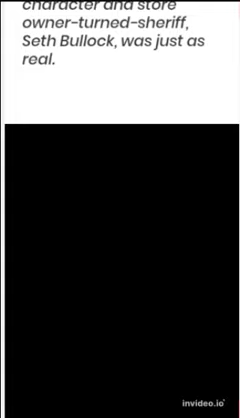 character and store
owner-turned-sheriff,
Seth Bullock, was just as
real.
invideo.io